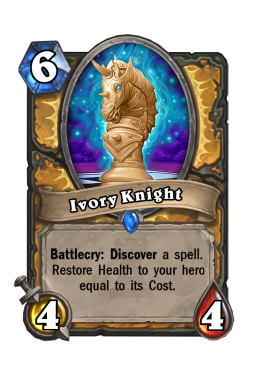 6
Ivory Knight
Battlecry: Discover a spell.
Restore Health to your hero
equal to its Cost.
4 4